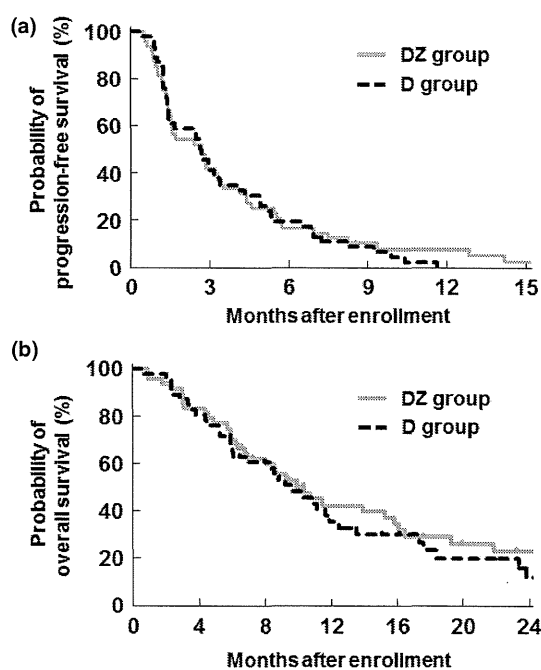 (a)
Probability of
progression-free survival (%)
100
80
60
40
20
0
DZ group
D group
0 3 6 9 12 15
Months after enrollment
(b)
Probability of
overall survival (%)
100
80
60
40
20
0
DZ group
D group
0 4 8 12 16 20 24
Months after enrollment